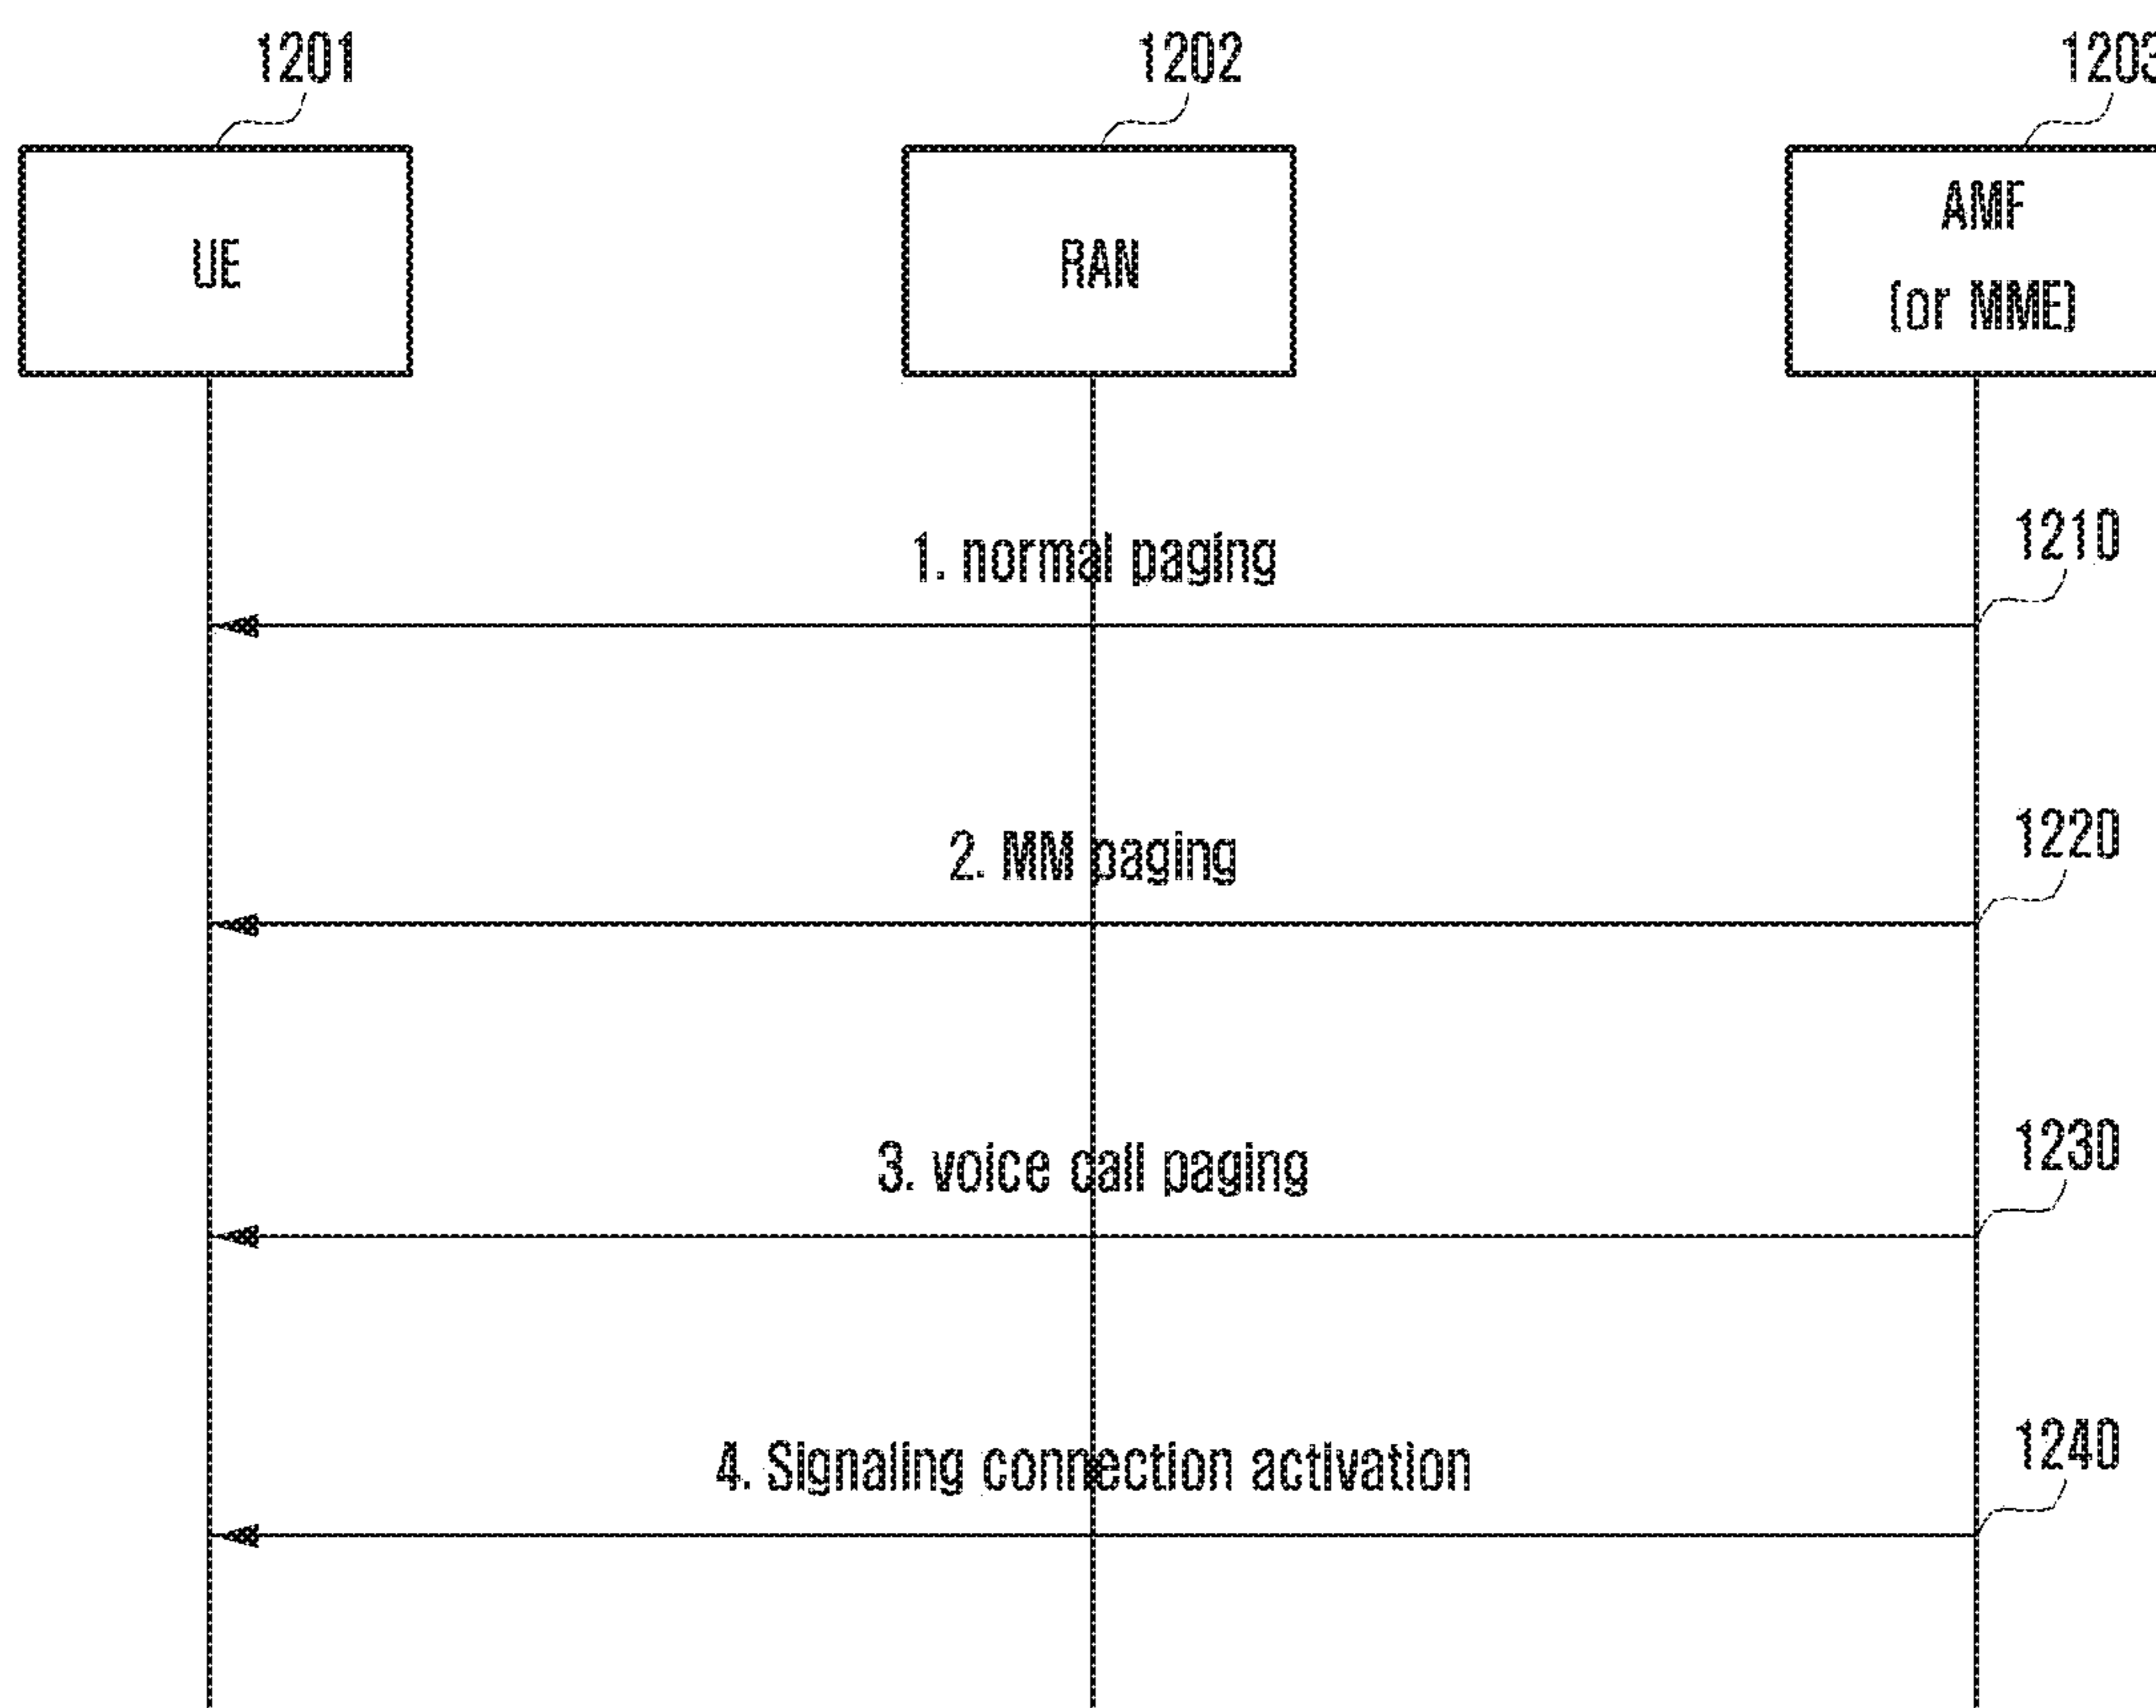 1201
1202
1203
UE
RAN
AMF
(or MME)
1210
1. normal paging
1220
2. MM paging
1230
3. voice call paging
1240
4. Signaling connection activation